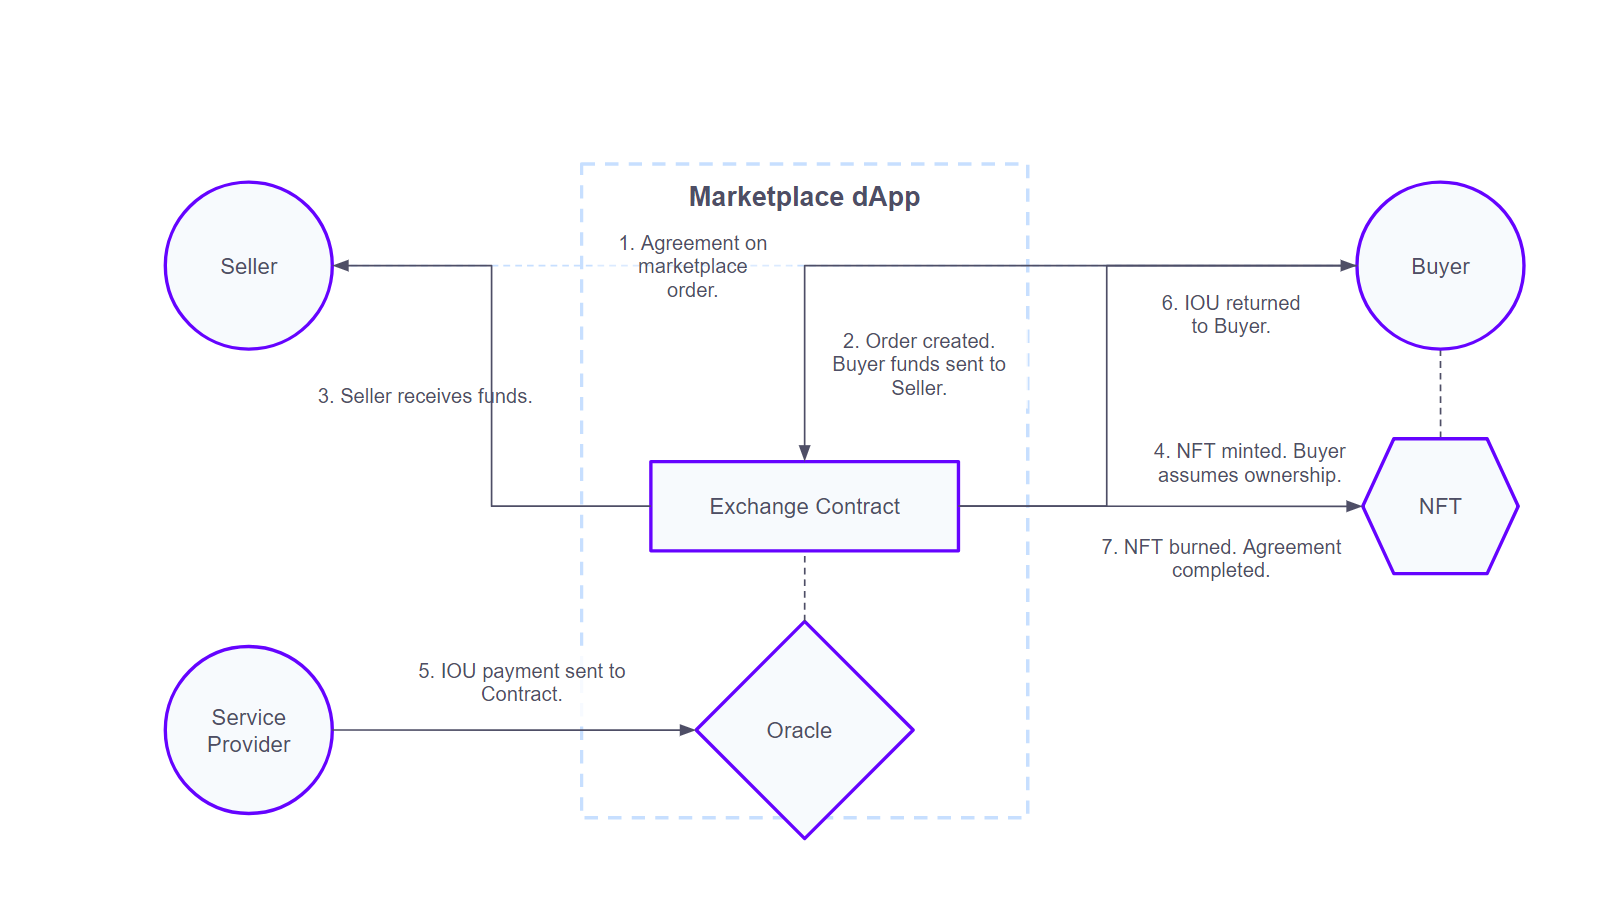 Marketplace dApp
1. Agreement on
marketplace
order.
Seller
Buyer
6. IOU returned
to Buyer.
2. Order created.
Buyer funds sent to
Seller.
3. Seller receives funds.
4. NFT minted. Buyer
assumes ownership.
Exchange Contract
NFT
7. NFT burned. Agreement
completed.
5. IOU payment sent to
Contract.
Service
Provider
Oracle